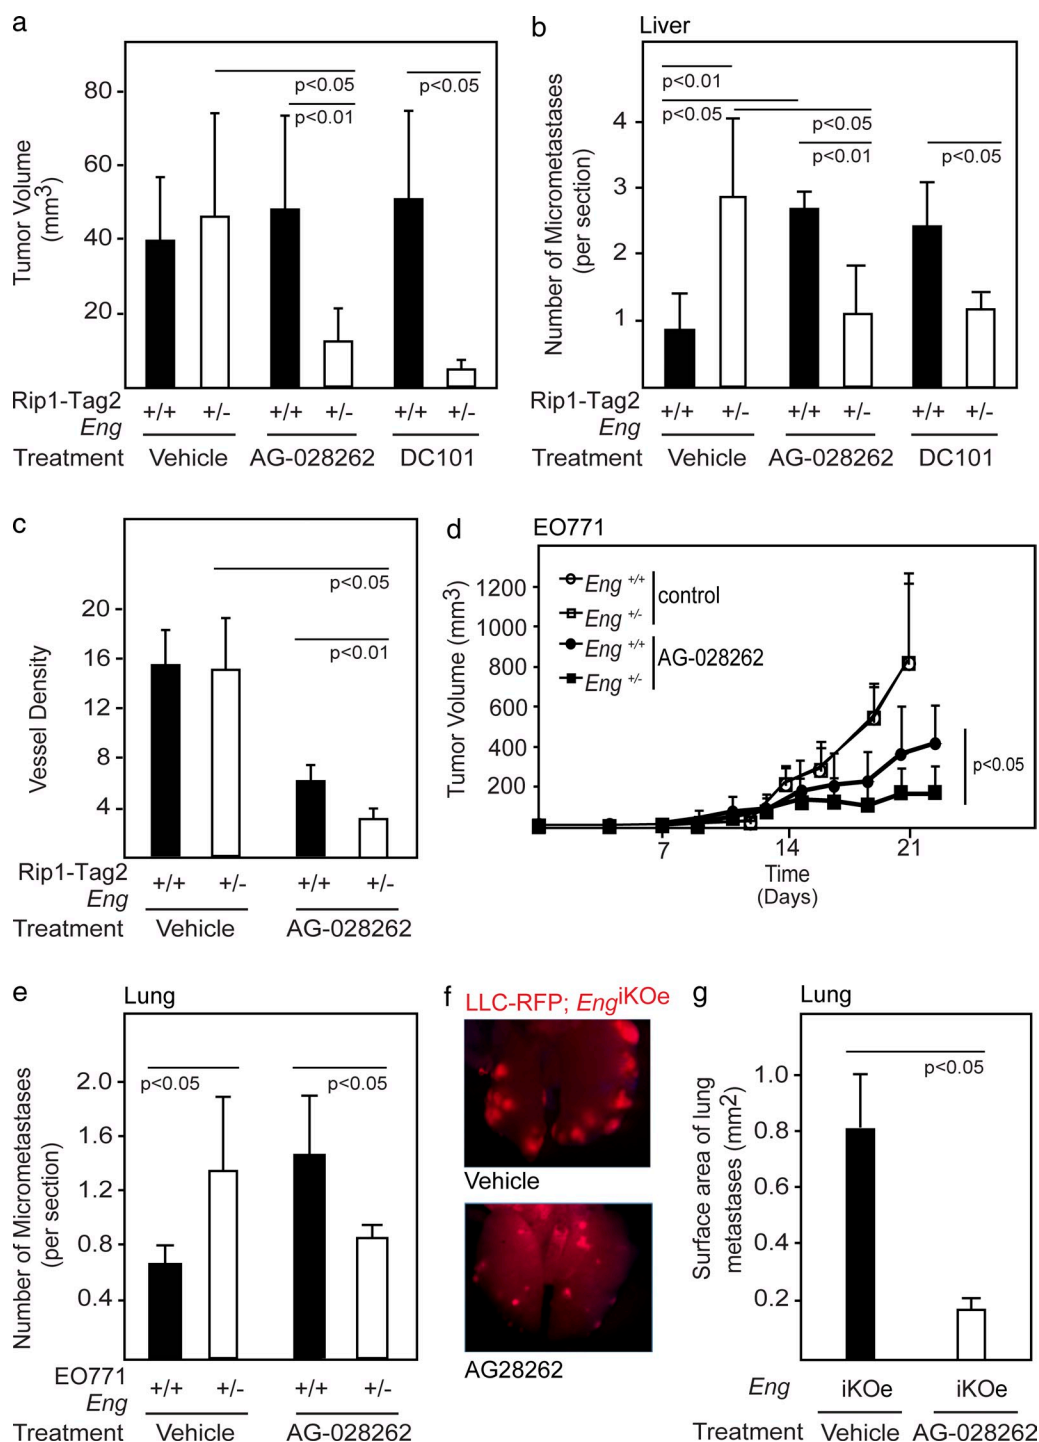 a
Tumor Volume
(mm3)
80
60
40
20
p<0.05
p<0.01
p<0.05
Rip1-Tag2
Eng
+/+ +/- +/+ +/- +/+ +/-
Treatment Vehicle AG-028262 DC101
b
Liver
Number of Micrometastases
(per section)
4
3
2
1
p<0.01
p<0.05
p<0.05
p<0.01
p<0.05
Rip1-Tag2
Eng
+/+ +/- +/+ +/- +/+ +/-
Treatment Vehicle AG-028262 DC101
c
Vessel Density
20
16
12
8
4
p<0.05
p<0.01
Rip1-Tag2
Eng
+/+ +/- +/+ +/-
Treatment Vehicle AG-028262
d
EO771
Tumor Volume (mm3)
1200
1000
800
600
400
200
Eng +/+
Eng +/-
control
Eng +/+
Eng +/-
AG-028262
p<0.05
7 14 21
Time
(Days)
e
Lung
Number of Micrometastases
(per section)
2.0
1.6
1.2
0.8
0.4
p<0.05
p<0.05
EO771
Eng
+/+ +/- +/+ +/-
Treatment Vehicle AG-028262
f
LLC-RFP; EngiKOe
Vehicle
AG28262
g
Lung
Surface area of lung
metastases (mm2)
1.0
0.8
0.6
0.4
0.2
p<0.05
Eng iKOe iKOe
Treatment Vehicle AG-028262